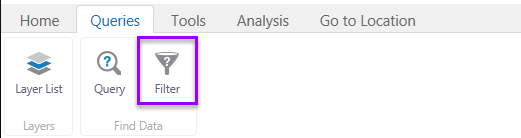 Home Queries Tools Analysis Go to Location
? ?
Layer List Query Filter
Layers Find Data